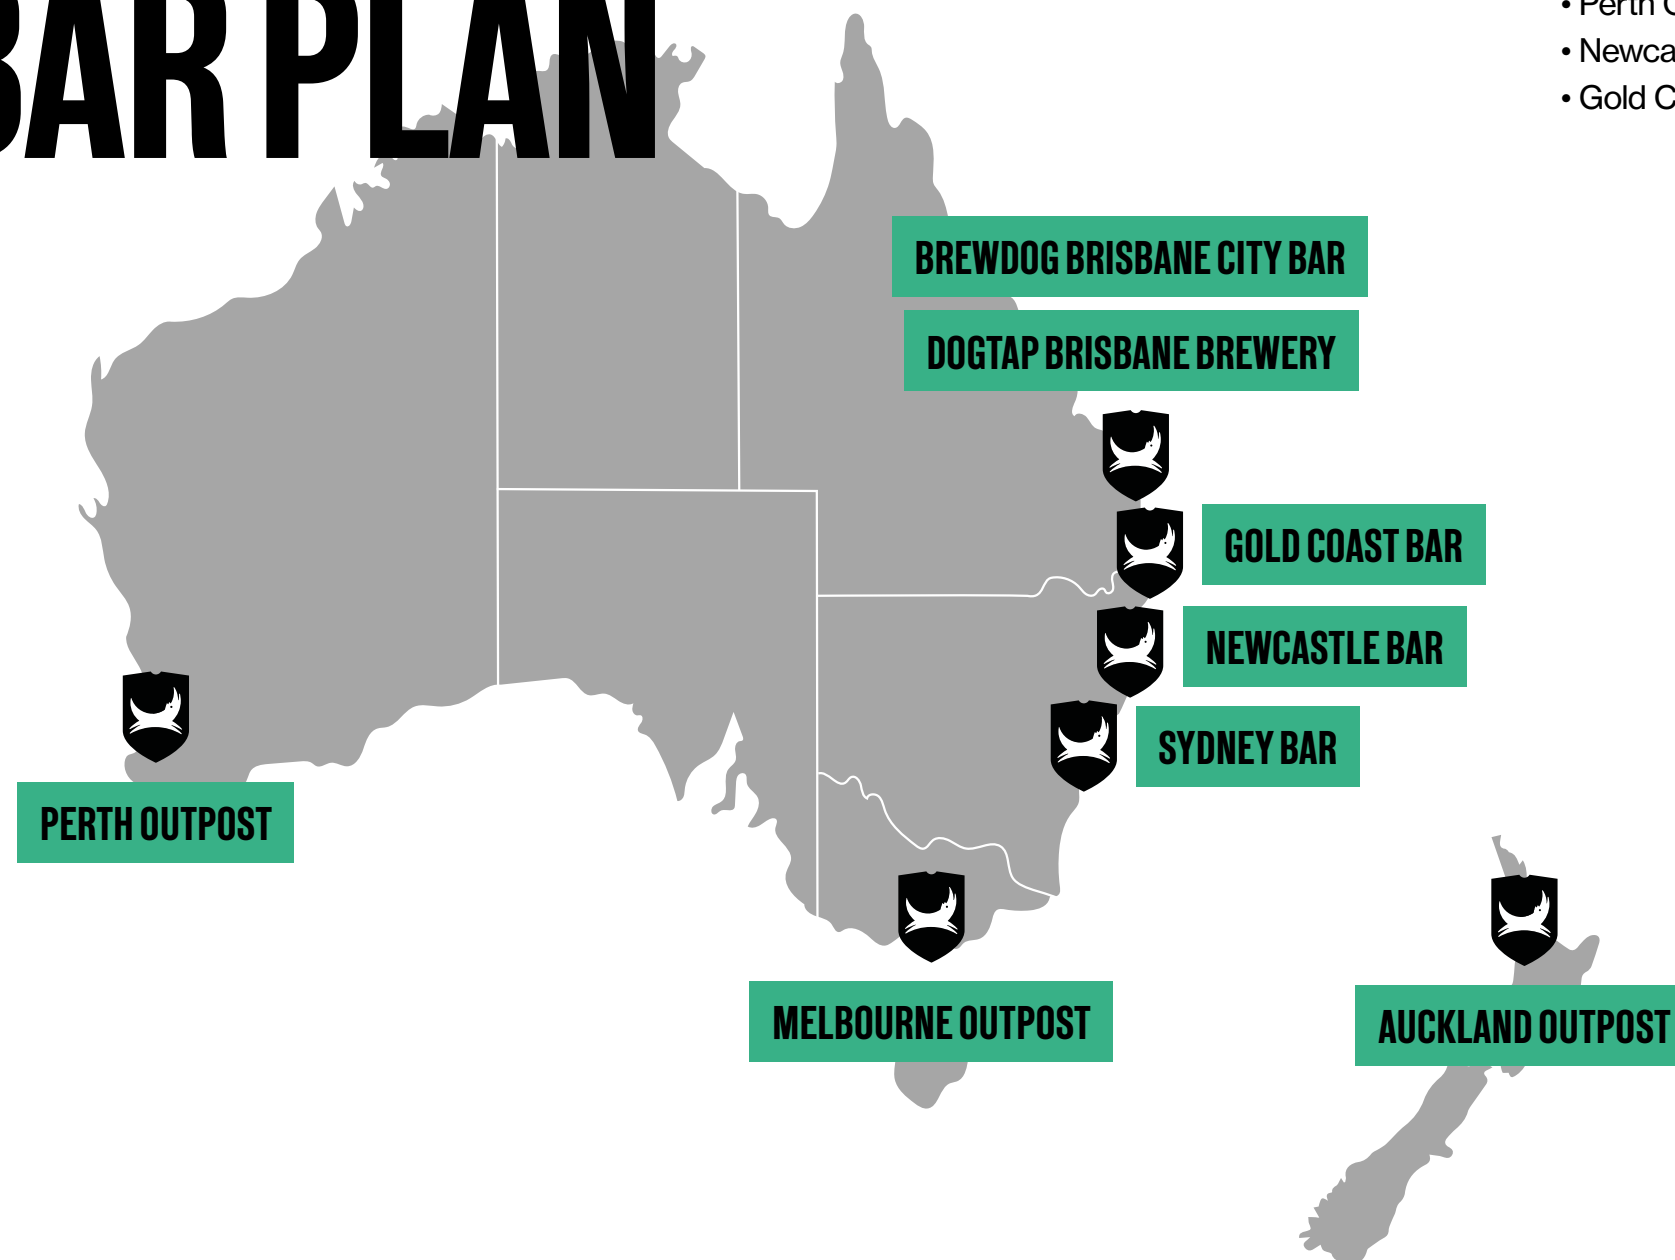 BAR PLAN
• Perth
• 
• Gold
BREWDOG BRISBANE CITY BAR
DOGTAP BRISBANE BREWERY
GOLD COAST BAR
NEWCASTLE BAR
SYDNEY BAR
PERTH OUTPOST
MELBOURNE OUTPOST
AUCKLAND OUTPOST